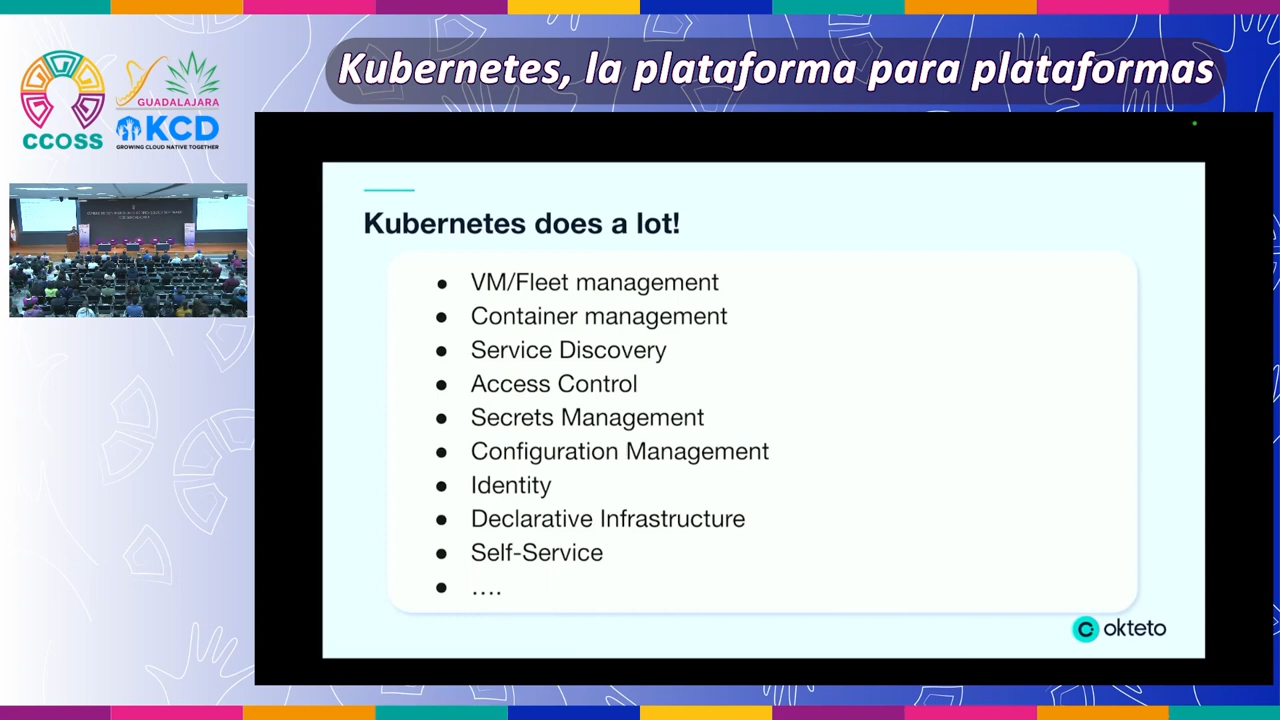 Kubernetes, la plataforma para plataformas
CCOSS
GUADALAJARA
KCD
GROWING CLOUD NATIVE TOGETHER
Kubernetes does a lot!
● VM/Fleet management
● Container management
● Service Discovery
● Access Control
● Secrets Management
● Configuration Management
● Identity
● Declarative Infrastructure
● Self-Service
● ....
okteto